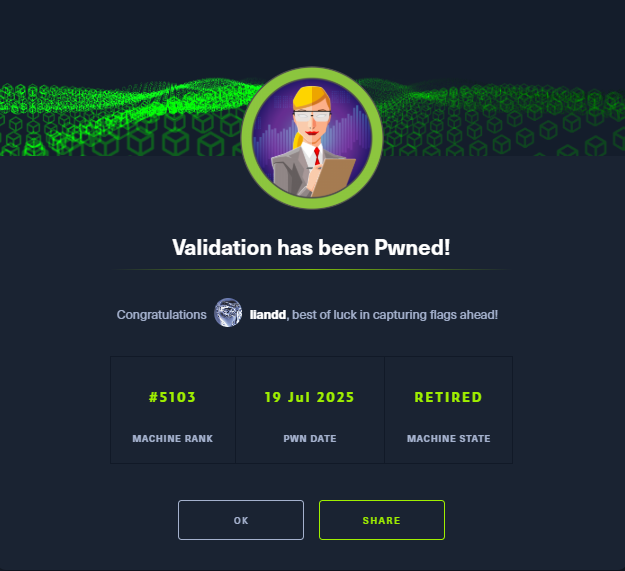 Validation has been Pwned!
Congratulations llandd, best of luck in capturing flags ahead!
#5103 19 Jul 2025 RETIRED
MACHINE RANK PWN DATE MACHINE STATE
OK SHARE